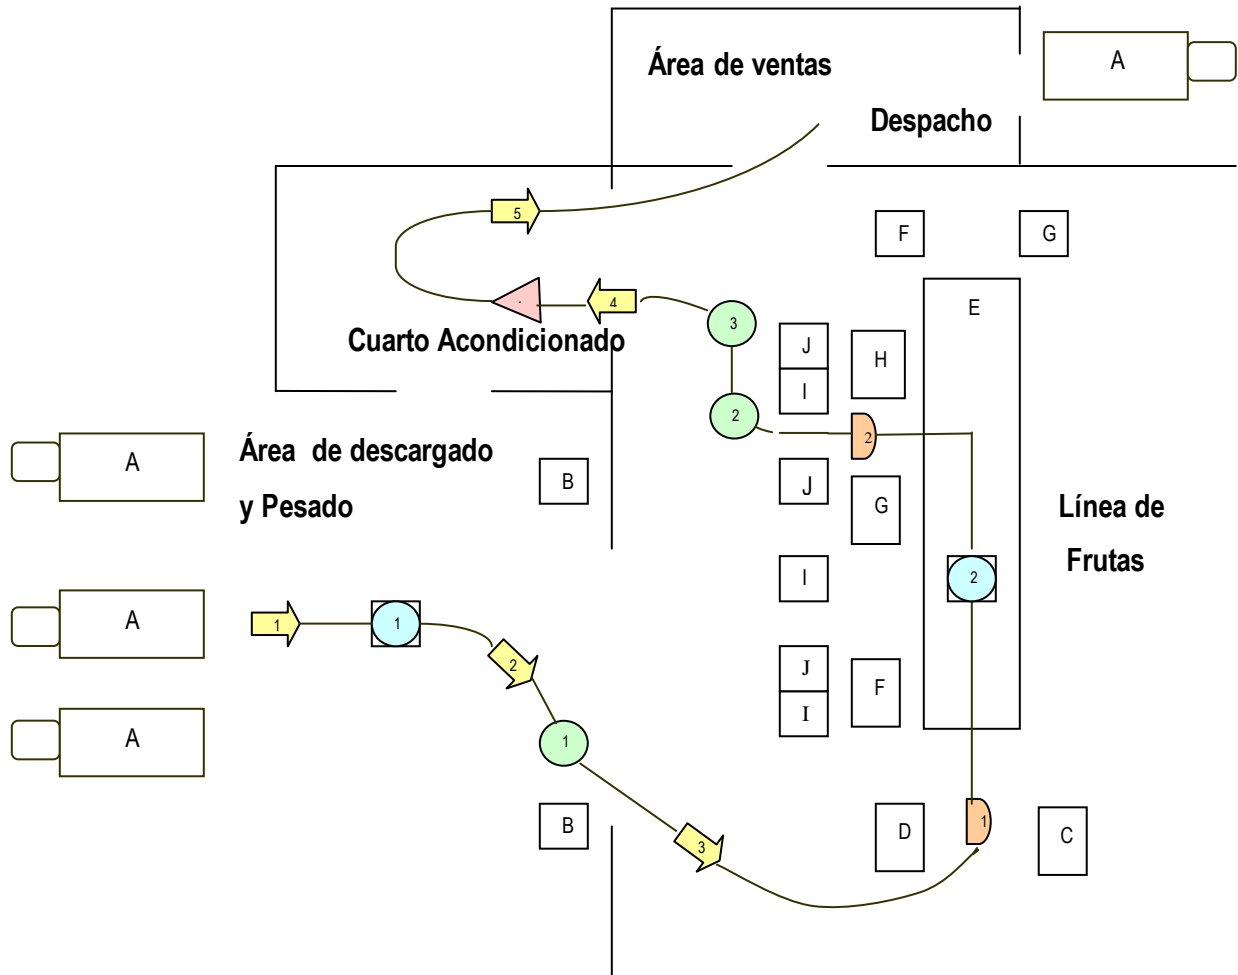 Área de ventas
A
Despacho
5
F
G
4
3
E
J
H
Cuarto Acondicionado
I
2
2
A
Área de descargado
y Pesado
B
J
G
Línea de
Frutas
I
2
A
1
1
2
J
F
I
A
1
B
3
D
1
C